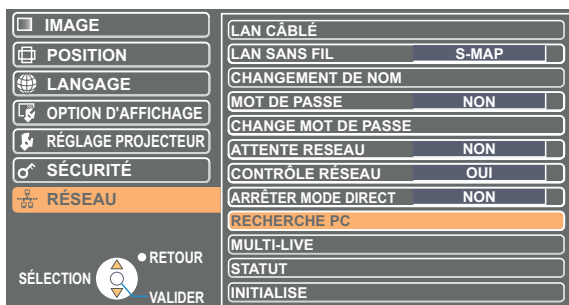 IMAGE
POSITION
LANGAGE
OPTION D'AFFICHAGE
RÉGLAGE PROJECTEUR
SÉCURITÉ
RÉSEAU
RETOUR
SÉLECTION
VALIDER
LAN CÂBLÉ
LAN SANS FIL S-MAP
CHANGEMENT DE NOM
MOT DE PASSE NON
CHANGE MOT DE PASSE
ATTENTE RESEAU NON
CONTRÔLE RÉSEAU OUI
ARRÊTER MODE DIRECT NON
RECHERCHE PC
MULTI-LIVE
STATUT
INITIALISE